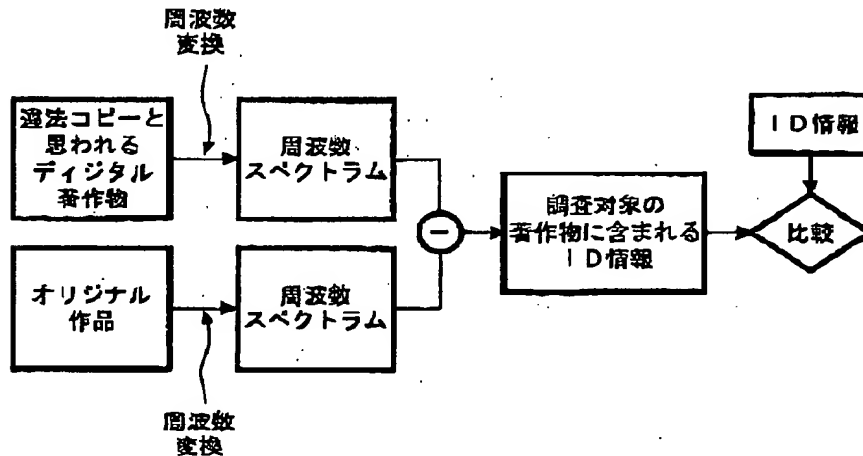 周波数
変換
違法コピーと
思われる
ディジタル
著作物
周波数
スペクトラム
ID情報
調査対象の
著作物に含まれる
ID情報
比較
オリジナル
作品
周波数
スペクトラム
周波数
変換